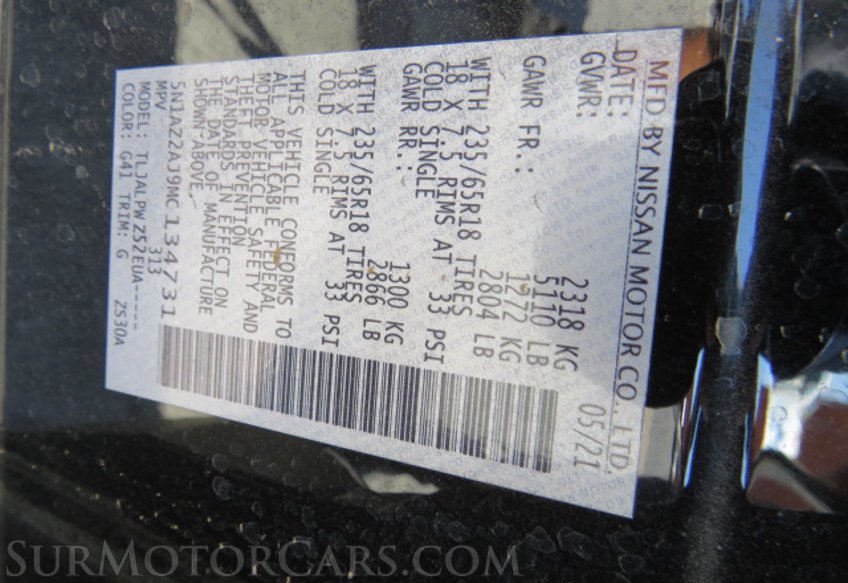 MFD BY NISSAN MOTOR CO., LTD.
DATE: 05/21
GVWR: 2318 KG
5110 LB
GAWR FR.: 1272 KG
2804 LB
WITH 235/65R18 TIRES
18 X 7.5 RIMS AT 33 PSI
COLD SINGLE
GAWR RR.: 1300 KG
2866 LB
WITH 235/65R18 TIRES
18 X 7.5 RIMS AT 33 PSI
COLD SINGLE
THIS VEHICLE CONFORMS TO
ALL APPLICABLE FEDERAL
MOTOR VEHICLE SAFETY AND
THEFT PREVENTION
STANDARDS IN EFFECT ON
THE DATE OF MANUFACTURE
SHOWN ABOVE.
5N1AZ2AJ9MC134731
MPV 313
MODEL: TLJALPWZ52EUA-----
COLOR: G41 TRIM: G ZS30A
SURMOTORCARS.COM